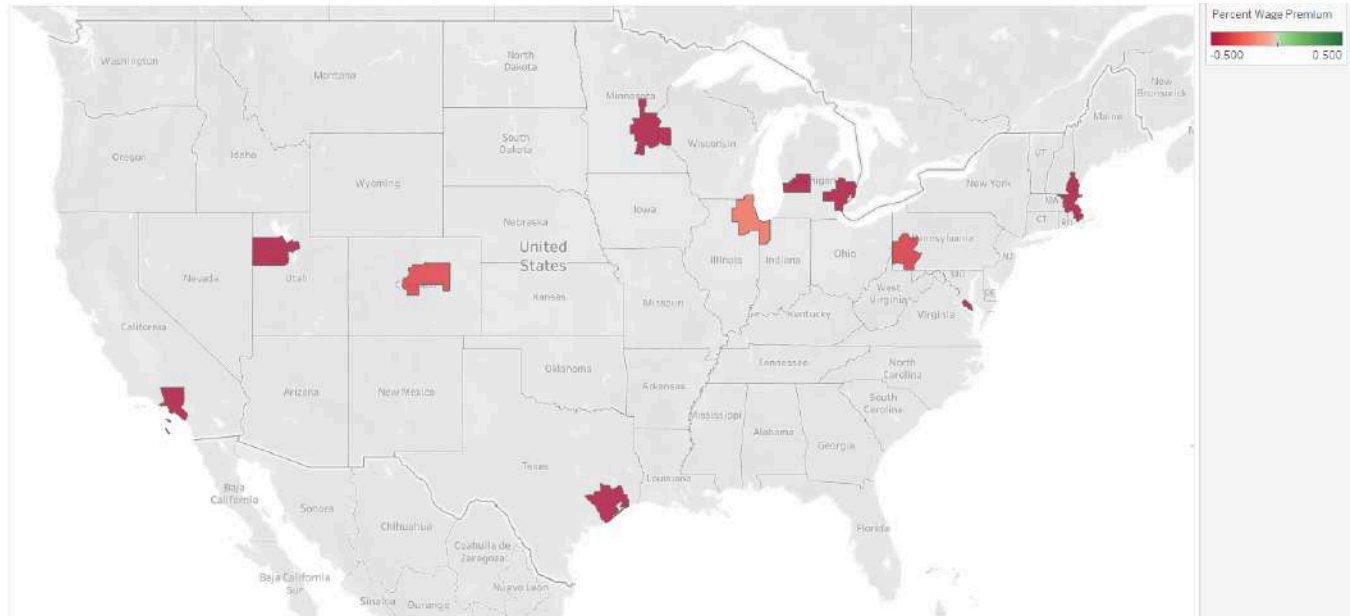 Percent Wage Premium
-0.500 0.500
Washington
Montana
North
Dakota
Minnesota
New
Brunswick
Maine
Oregon
Idaho
South
Dakota
Wisconsin
VT
Wyoming
New York
MA
CT
RI
Iowa
Nebraska
United
States
Nevada
Utah
Illinois
Indiana
Ohio
Pennsylvania
NJ
MD
DE
West
Virginia
Virginia
Kansas
Missouri
Kentucky
California
Tennessee
North
Carolina
Oklahoma
Arkansas
Arizona
New Mexico
South
Carolina
Mississippi
Alabama
Georgia
Texas
Louisiana
Baja
California
Sonora
Chihuahua
Florida
Coahuila de
Zaragoza
Baja California
Sur
Sinaloa
Durango
Nuevo León